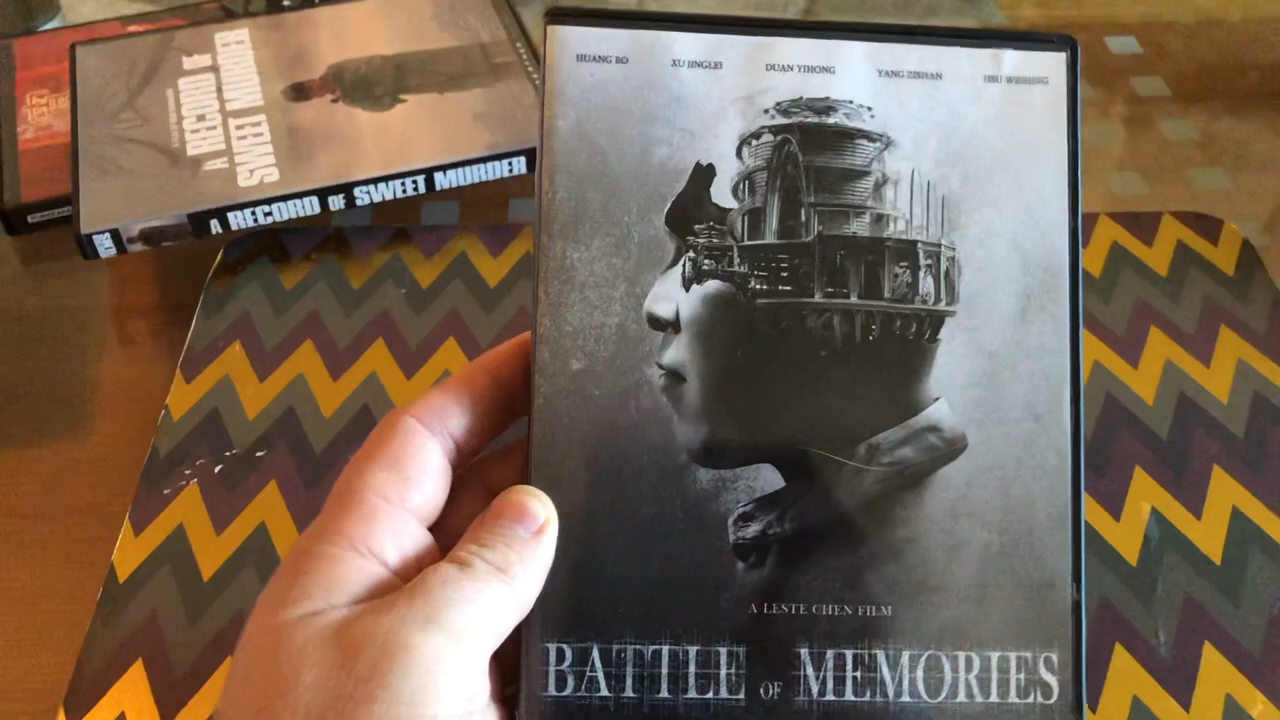 HUANG BO XU JINGLEI DUAN YIHONG YANG ZISHAN
A LESTE CHEN FILM
BATTLE OF MEMORIES
A RECORD OF
SWEET MURDER
A RECORD OF SWEET MURDER